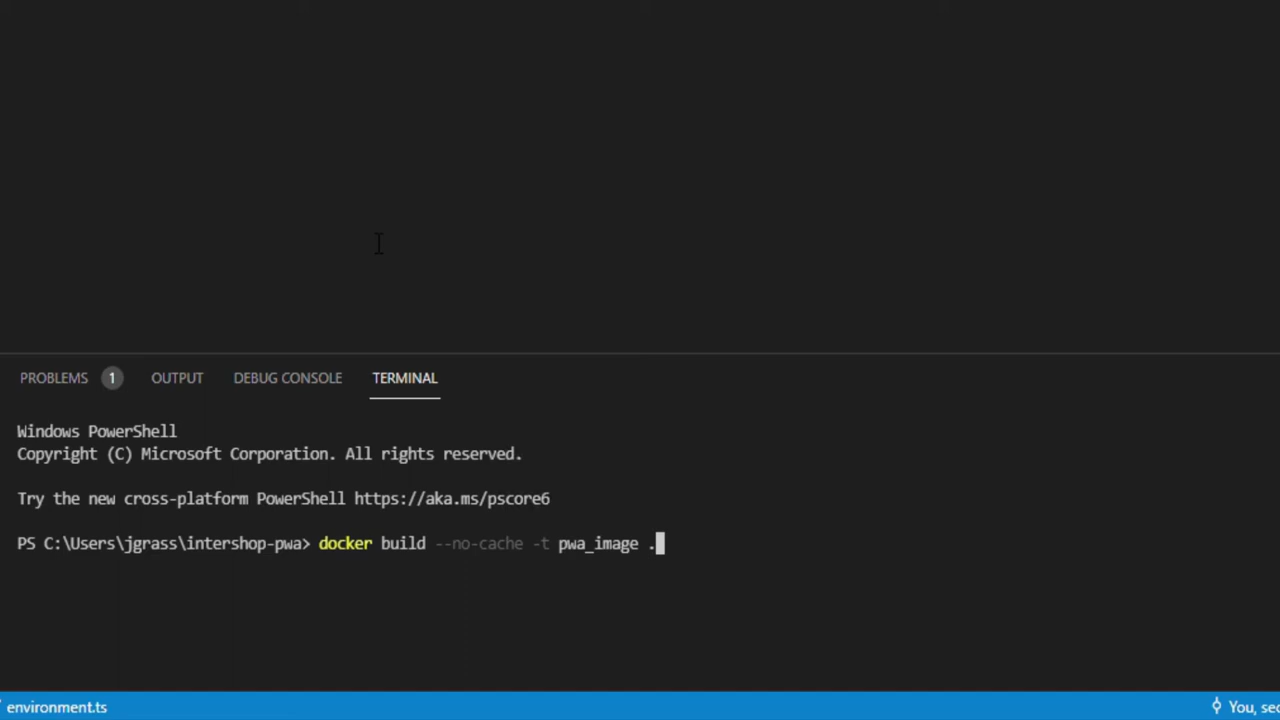 PROBLEMS 1 OUTPUT DEBUG CONSOLE TERMINAL
Windows PowerShell
Copyright (C) Microsoft Corporation. All rights reserved.
Try the new cross-platform PowerShell https://aka.ms/pscore6
PS C:\Users\jgrass\intershop-pwa> docker build --no-cache -t pwa_image .
environment.ts
You, sec